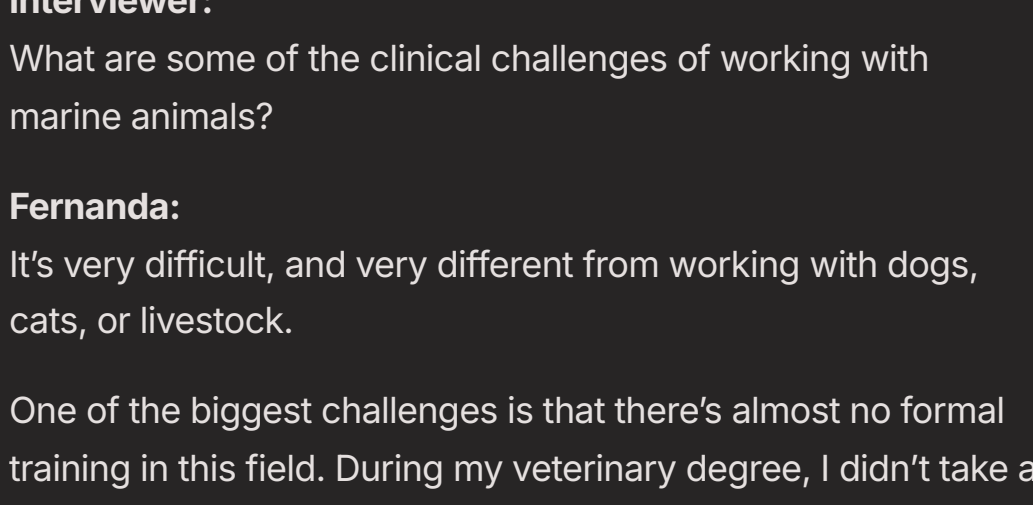 Interviewer:
What are some of the clinical challenges of working with
marine animals?
Fernanda:
It’s very difficult, and very different from working with dogs,
cats, or livestock.
One of the biggest challenges is that there’s almost no formal
training in this field. During my veterinary degree, I didn’t take a